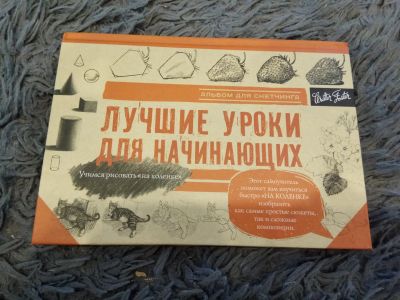 АЛЬБОМ ДЛЯ СКЕТЧИНГА
Walter Foster
ЛУЧШИЕ УРОКИ
ДЛЯ НАЧИНАЮЩИХ
Учимся рисовать «на коленке»
Этот самоучитель
поможет вам научиться
быстро «НА КОЛЕНКЕ»
изобразить
как самые простые сюжеты,
так и сложные
композиции.